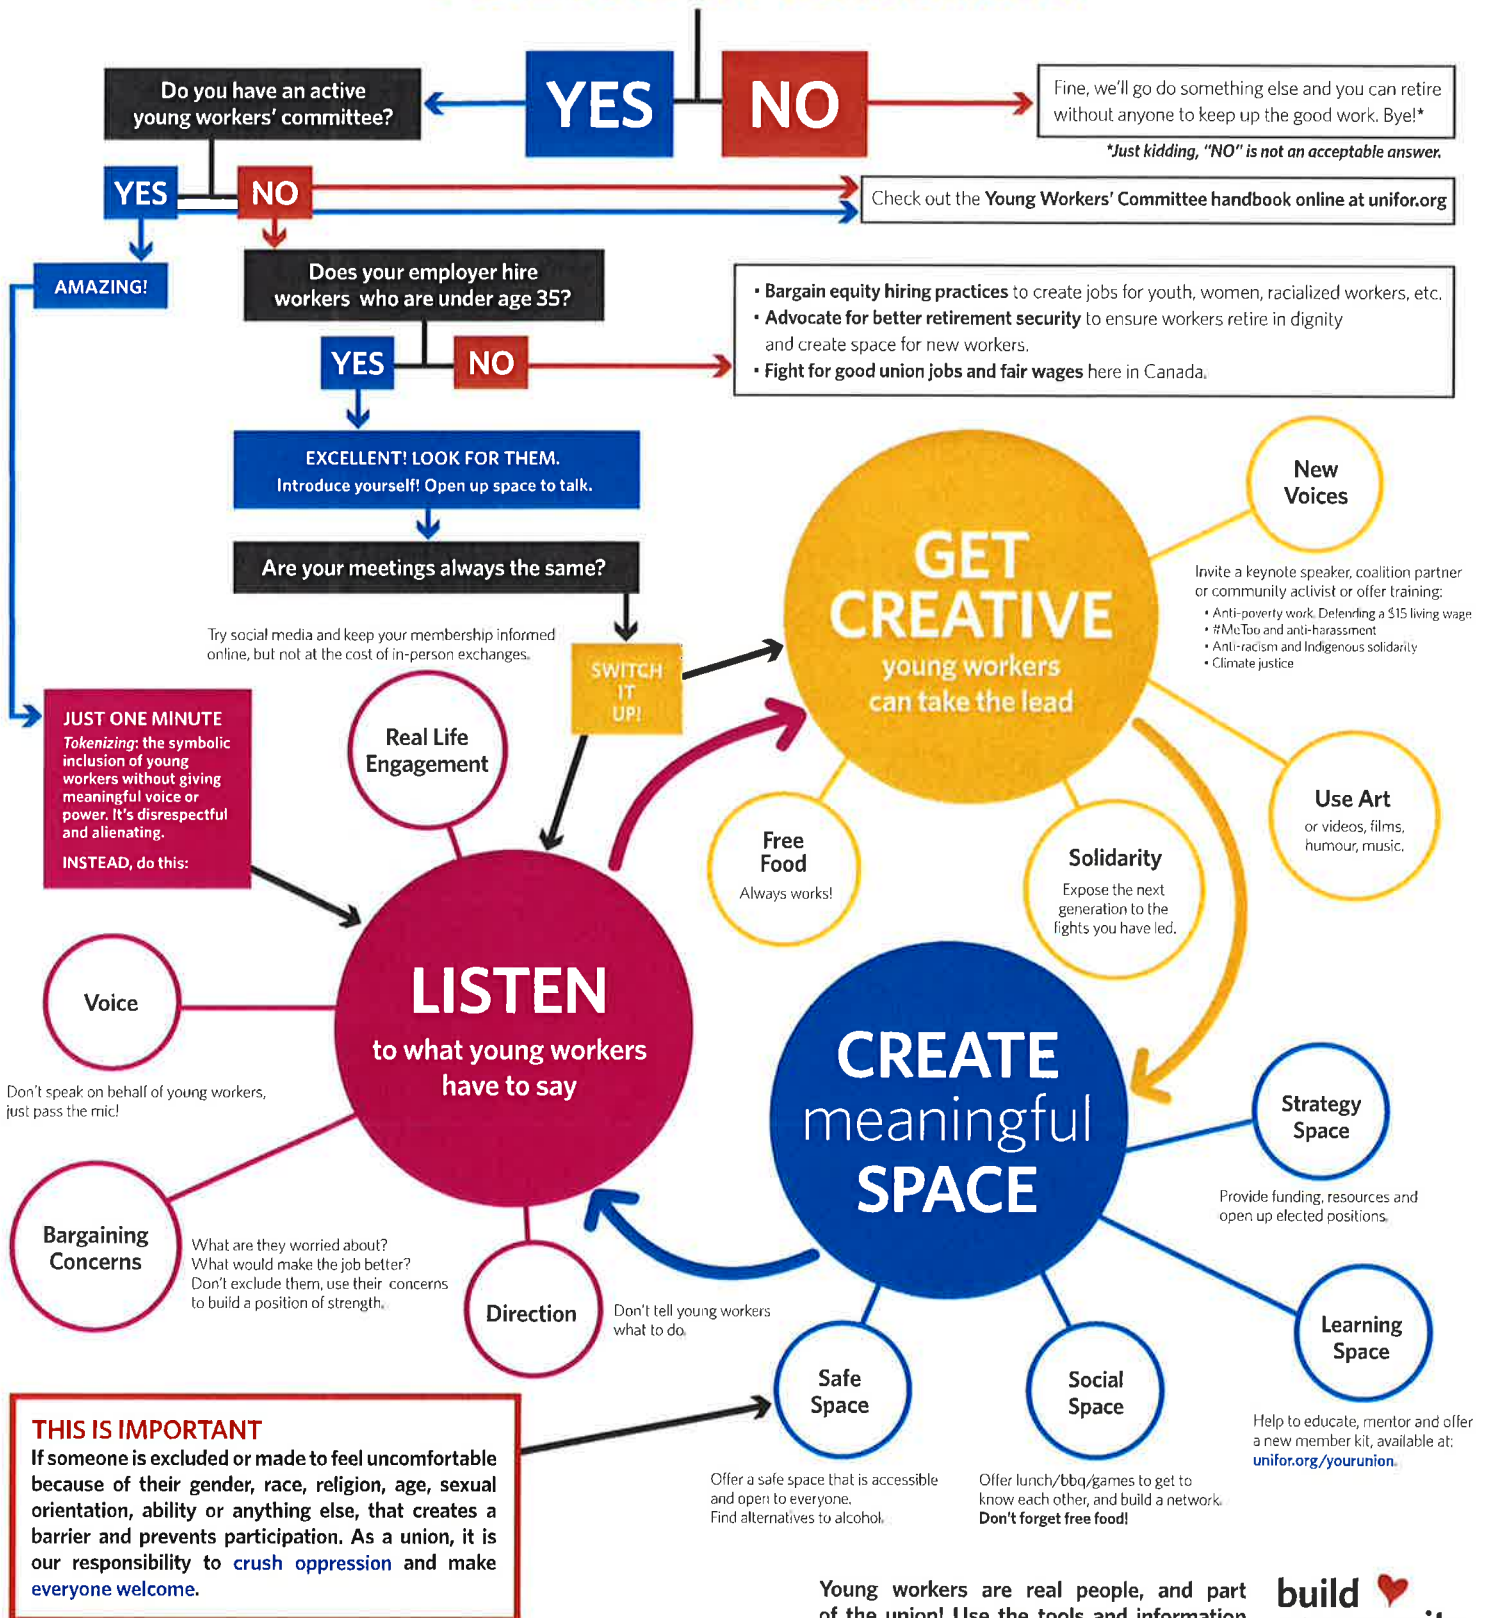 YES
NO
Do you have an active
young workers' committee?
Fine, we'll go do something else and you can retire
without anyone to keep up the good work. Bye!*
*Just kidding, "NO" is not an acceptable answer.
YES
NO
Check out the Young Workers' Committee handbook online at unifor.org
AMAZING!
Does your employer hire
workers who are under age 35?
• Bargain equity hiring practices to create jobs for youth, women, racialized workers, etc.
• Advocate for better retirement security to ensure workers retire in dignity
and create space for new workers.
• Fight for good union jobs and fair wages here in Canada.
YES
NO
EXCELLENT! LOOK FOR THEM.
Introduce yourself! Open up space to talk.
Are your meetings always the same?
SWITCH
IT
UP!
GET
CREATIVE
young workers
can take the lead
New
Voices
Invite a keynote speaker, coalition partner
or community activist or offer training:
• Anti-poverty work. Defending a $15 living wage
• #MeToo and anti-harassment
• Anti-racism and Indigenous solidarity
• Climate justice
Use Art
or videos, films,
humour, music.
Solidarity
Expose the next
generation to the
fights you have led.
Free
Food
Always works!
JUST ONE MINUTE
Tokenizing: the symbolic
inclusion of young
workers without giving
meaningful voice or
power. It's disrespectful
and alienating.
INSTEAD, do this:
Try social media and keep your membership informed
online, but not at the cost of in-person exchanges.
Real Life
Engagement
LISTEN
to what young workers
have to say
Voice
Don't speak on behalf of young workers,
just pass the mic!
Bargaining
Concerns
What are they worried about?
What would make the job better?
Don't exclude them, use their concerns
to build a position of strength.
Direction
Don't tell young workers
what to do.
CREATE
meaningful
SPACE
Strategy
Space
Provide funding, resources and
open up elected positions.
Learning
Space
Help to educate, mentor and offer
a new member kit, available at:
unifor.org/yourunion.
Social
Space
Offer lunch/bbq/games to get to
know each other, and build a network.
Don't forget free food!
Safe
Space
Offer a safe space that is accessible
and open to everyone.
Find alternatives to alcohol.
THIS IS IMPORTANT
If someone is excluded or made to feel uncomfortable
because of their gender, race, religion, age, sexual
orientation, ability or anything else, that creates a
barrier and prevents participation. As a union, it is
our responsibility to crush oppression and make
everyone welcome.
Young workers are real people, and part
of the union! Use the tools and information
build